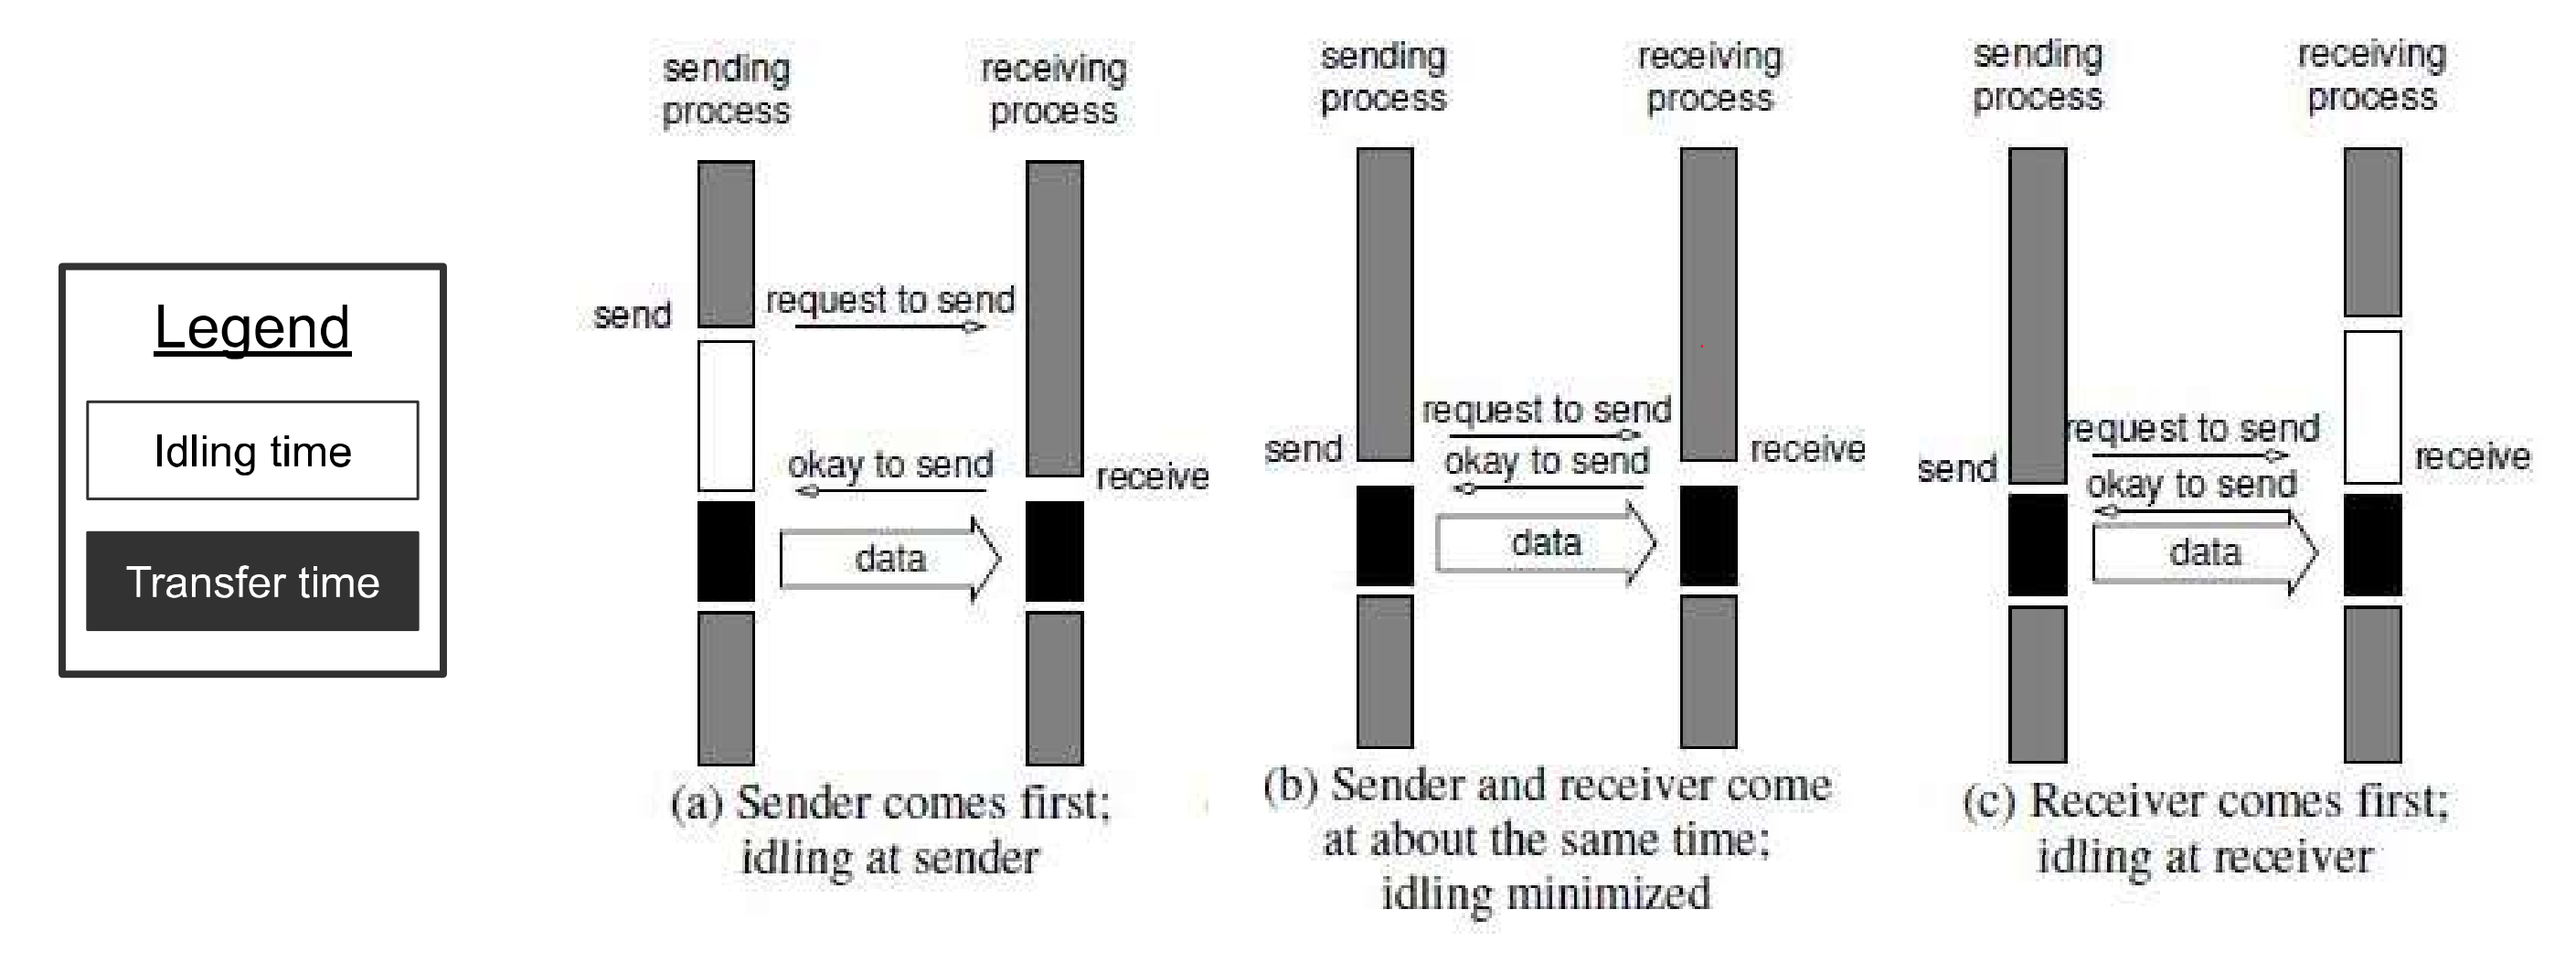 Legend
Idling time
Transfer time
sending
process
receiving
process
send
request to send
okay to send
receive
data
(a) Sender comes first;
idling at sender
sending
process
receiving
process
request to send
send
receive
okay to send
data
(b) Sender and receiver come
at about the same time;
idling minimized
sending
process
receiving
process
request to send
send
receive
okay to send
data
(c) Receiver comes first;
idling at receiver